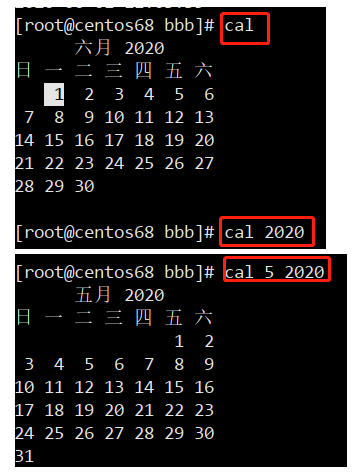 [root@centos68 bbb]# cal
六月 2020
日 一 二 三 四 五 六
1 2 3 4 5 6
7 8 9 10 11 12 13
14 15 16 17 18 19 20
21 22 23 24 25 26 27
28 29 30
[root@centos68 bbb]# cal 2020
[root@centos68 bbb]# cal 5 2020
五月 2020
日 一 二 三 四 五 六
1 2
3 4 5 6 7 8 9
10 11 12 13 14 15 16
17 18 19 20 21 22 23
24 25 26 27 28 29 30
31